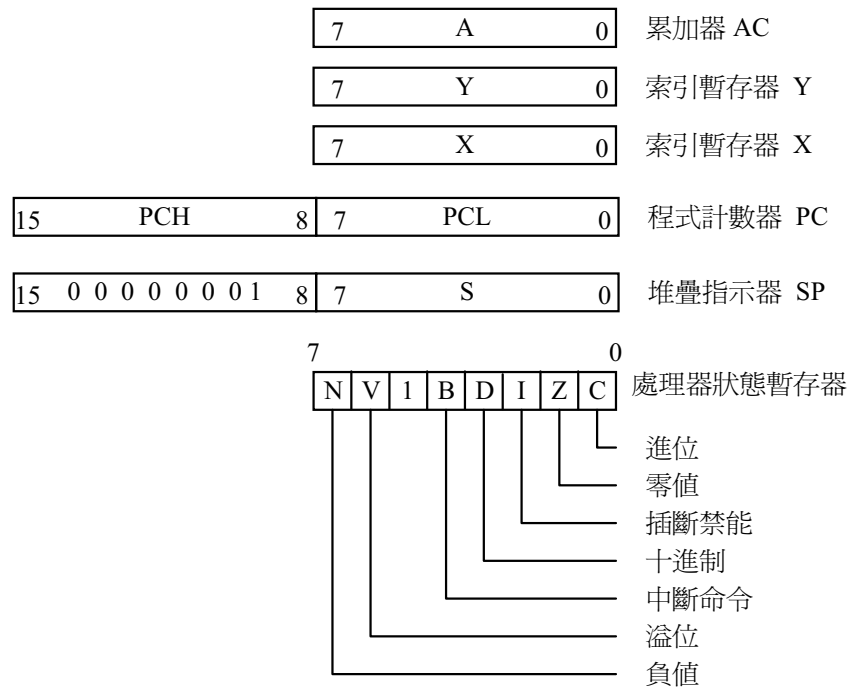 7 A 0 累加器 AC
7 Y 0 索引暫存器 Y
7 X 0 索引暫存器 X
15 PCH 8 7 PCL 0 程式計數器 PC
15 0 0 0 0 0 0 0 1 8 7 S 0 堆疊指示器 SP
7 0
N V 1 B D I Z C 處理器狀態暫存器
進位
零值
插斷禁能
十進制
中斷命令
溢位
負值